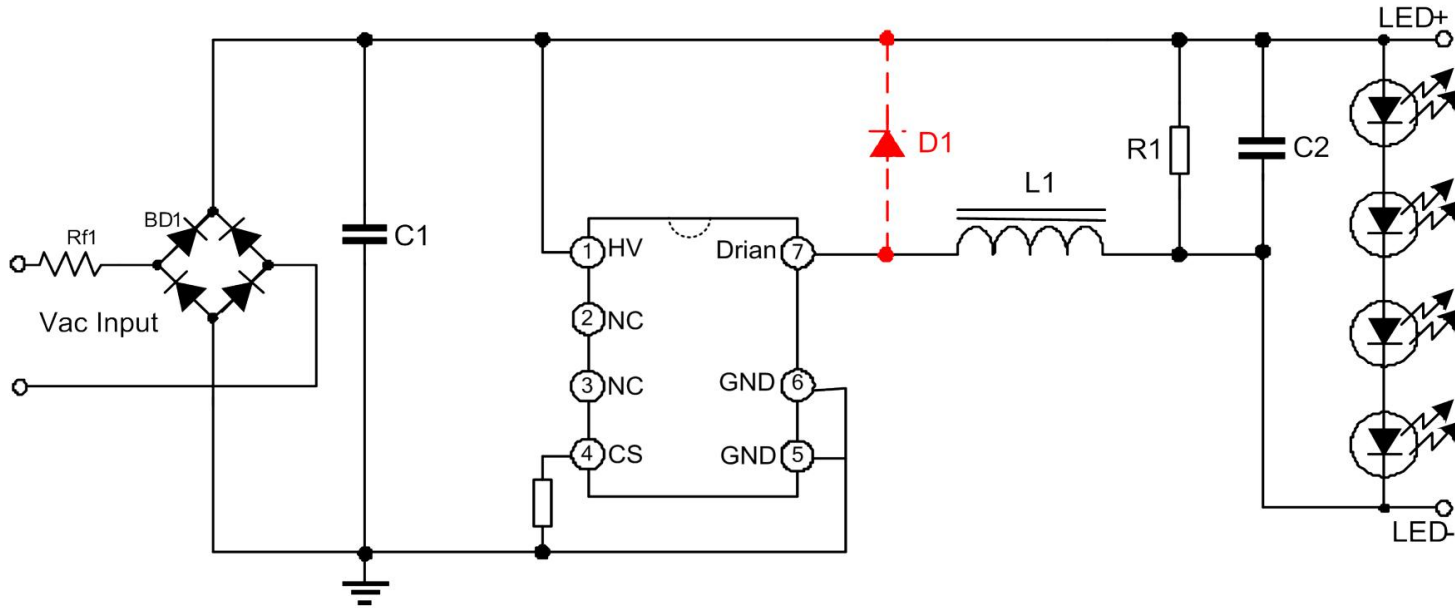 LED+
D1
R1
C2
L1
BD1
Rf1
C1
1 HV
Drian 7
Vac Input
2 NC
3 NC
GND 6
4 CS
GND 5
LED-